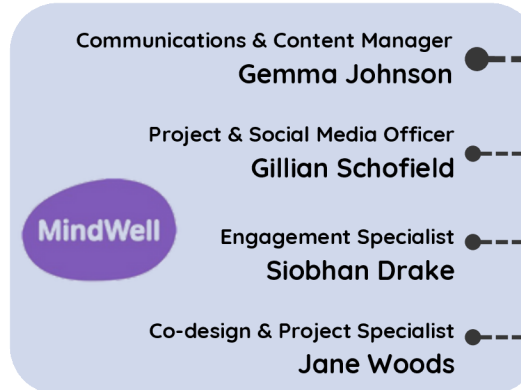 Communications & Content Manager
Gemma Johnson
Project & Social Media Officer
Gillian Schofield
MindWell
Engagement Specialist
Siobhan Drake
Co-design & Project Specialist
Jane Woods